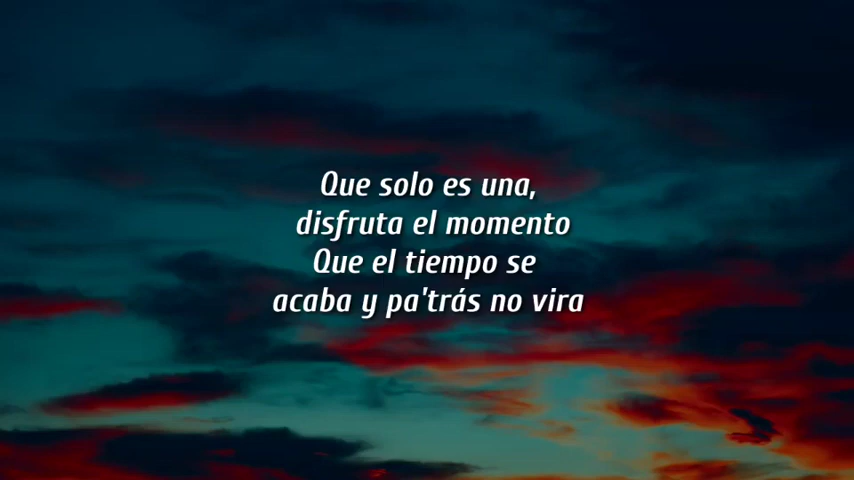 Que solo es una,
disfruta el momento
Que el tiempo se
acaba y pa'trás no vira